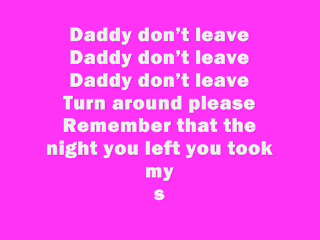 Daddy don’t leave
Daddy don’t leave
Daddy don’t leave
Turn around please
Remember that the
night you left you took
my
s